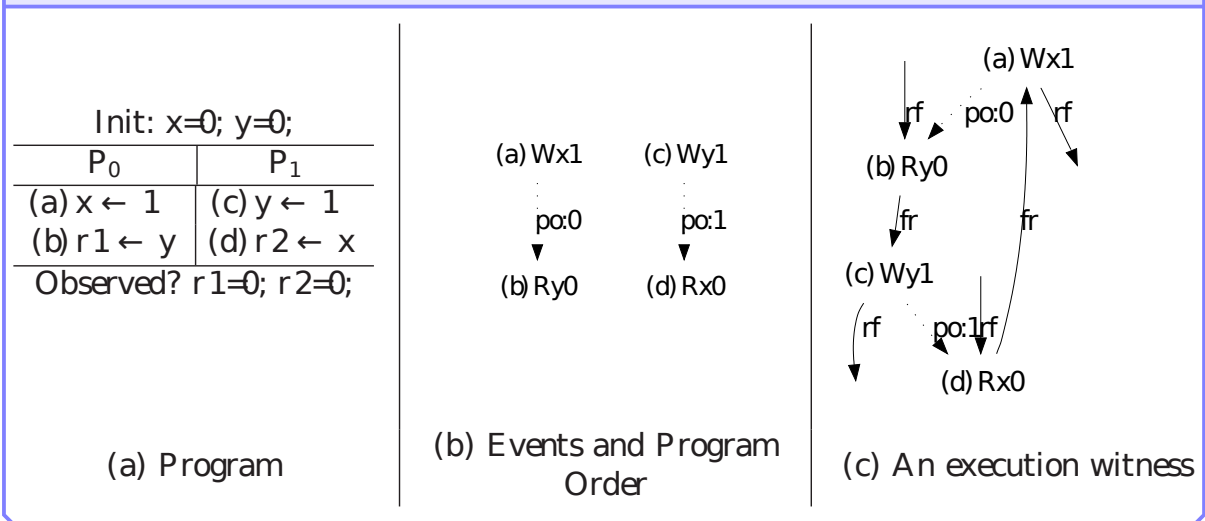 Init: x=0; y=0;
P0 P1
(a) x ← 1 (c) y ← 1
(b) r1 ← y (d) r2 ← x
Observed? r1=0; r2=0;
(a) Program
(a) Wx1 (c) Wy1
po:0 po:1
(b) Ry0 (d) Rx0
(b) Events and Program
Order
(a) Wx1
rf po:0 rf
(b) Ry0
fr fr
(c) Wy1
rf po:1 rf
(d) Rx0
(c) An execution witness